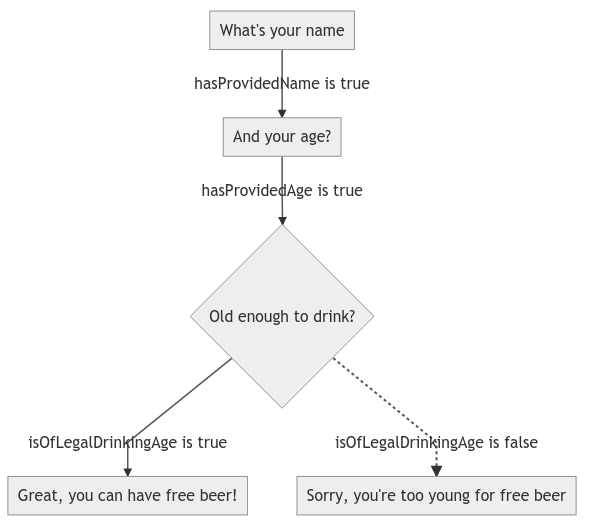 What's your name
hasProvidedName is true
And your age?
hasProvidedAge is true
Old enough to drink?
isOfLegalDrinkingAge is true
isOfLegalDrinkingAge is false
Great, you can have free beer!
Sorry, you're too young for free beer